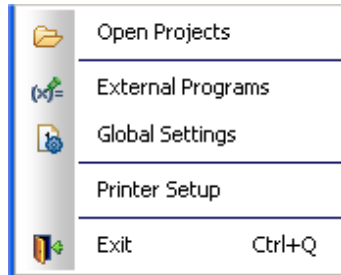 Open Projects
External Programs
Global Settings
Printer Setup
Exit Ctrl+Q